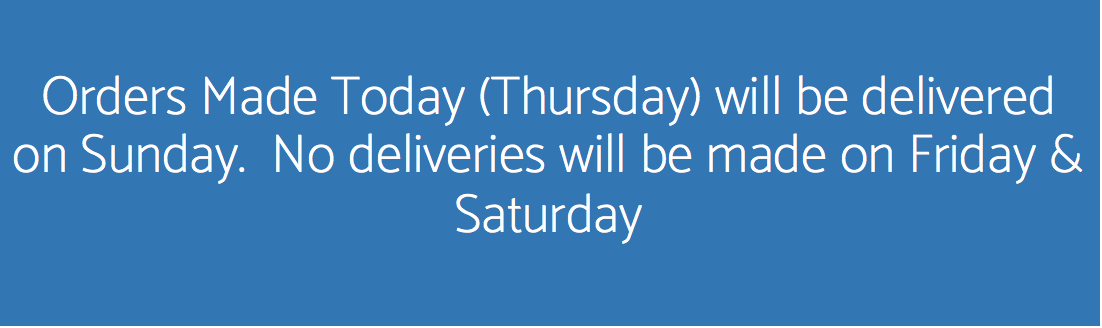 Orders Made Today (Thursday) will be delivered
on Sunday.  No deliveries will be made on Friday &
Saturday